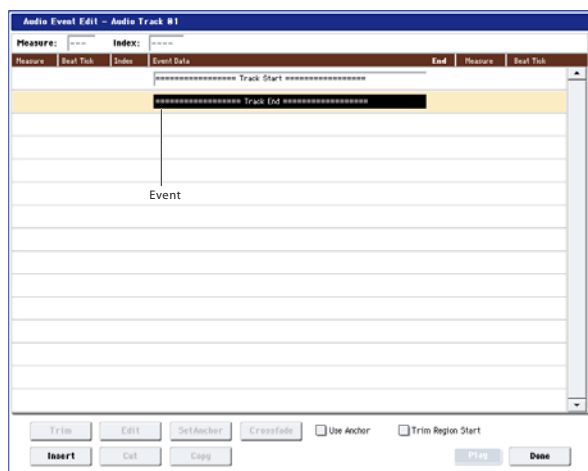 Audio Event Edit – Audio Track #1
Measure: --- Index: ----
Measure Beat Tick Index Event Data End Measure Beat Tick
================= Track Start =================
================== Track End ==================
Event
Trim Edit SetAnchor Crossfade Use Anchor Trim Region Start
Insert Cut Copy Play Done